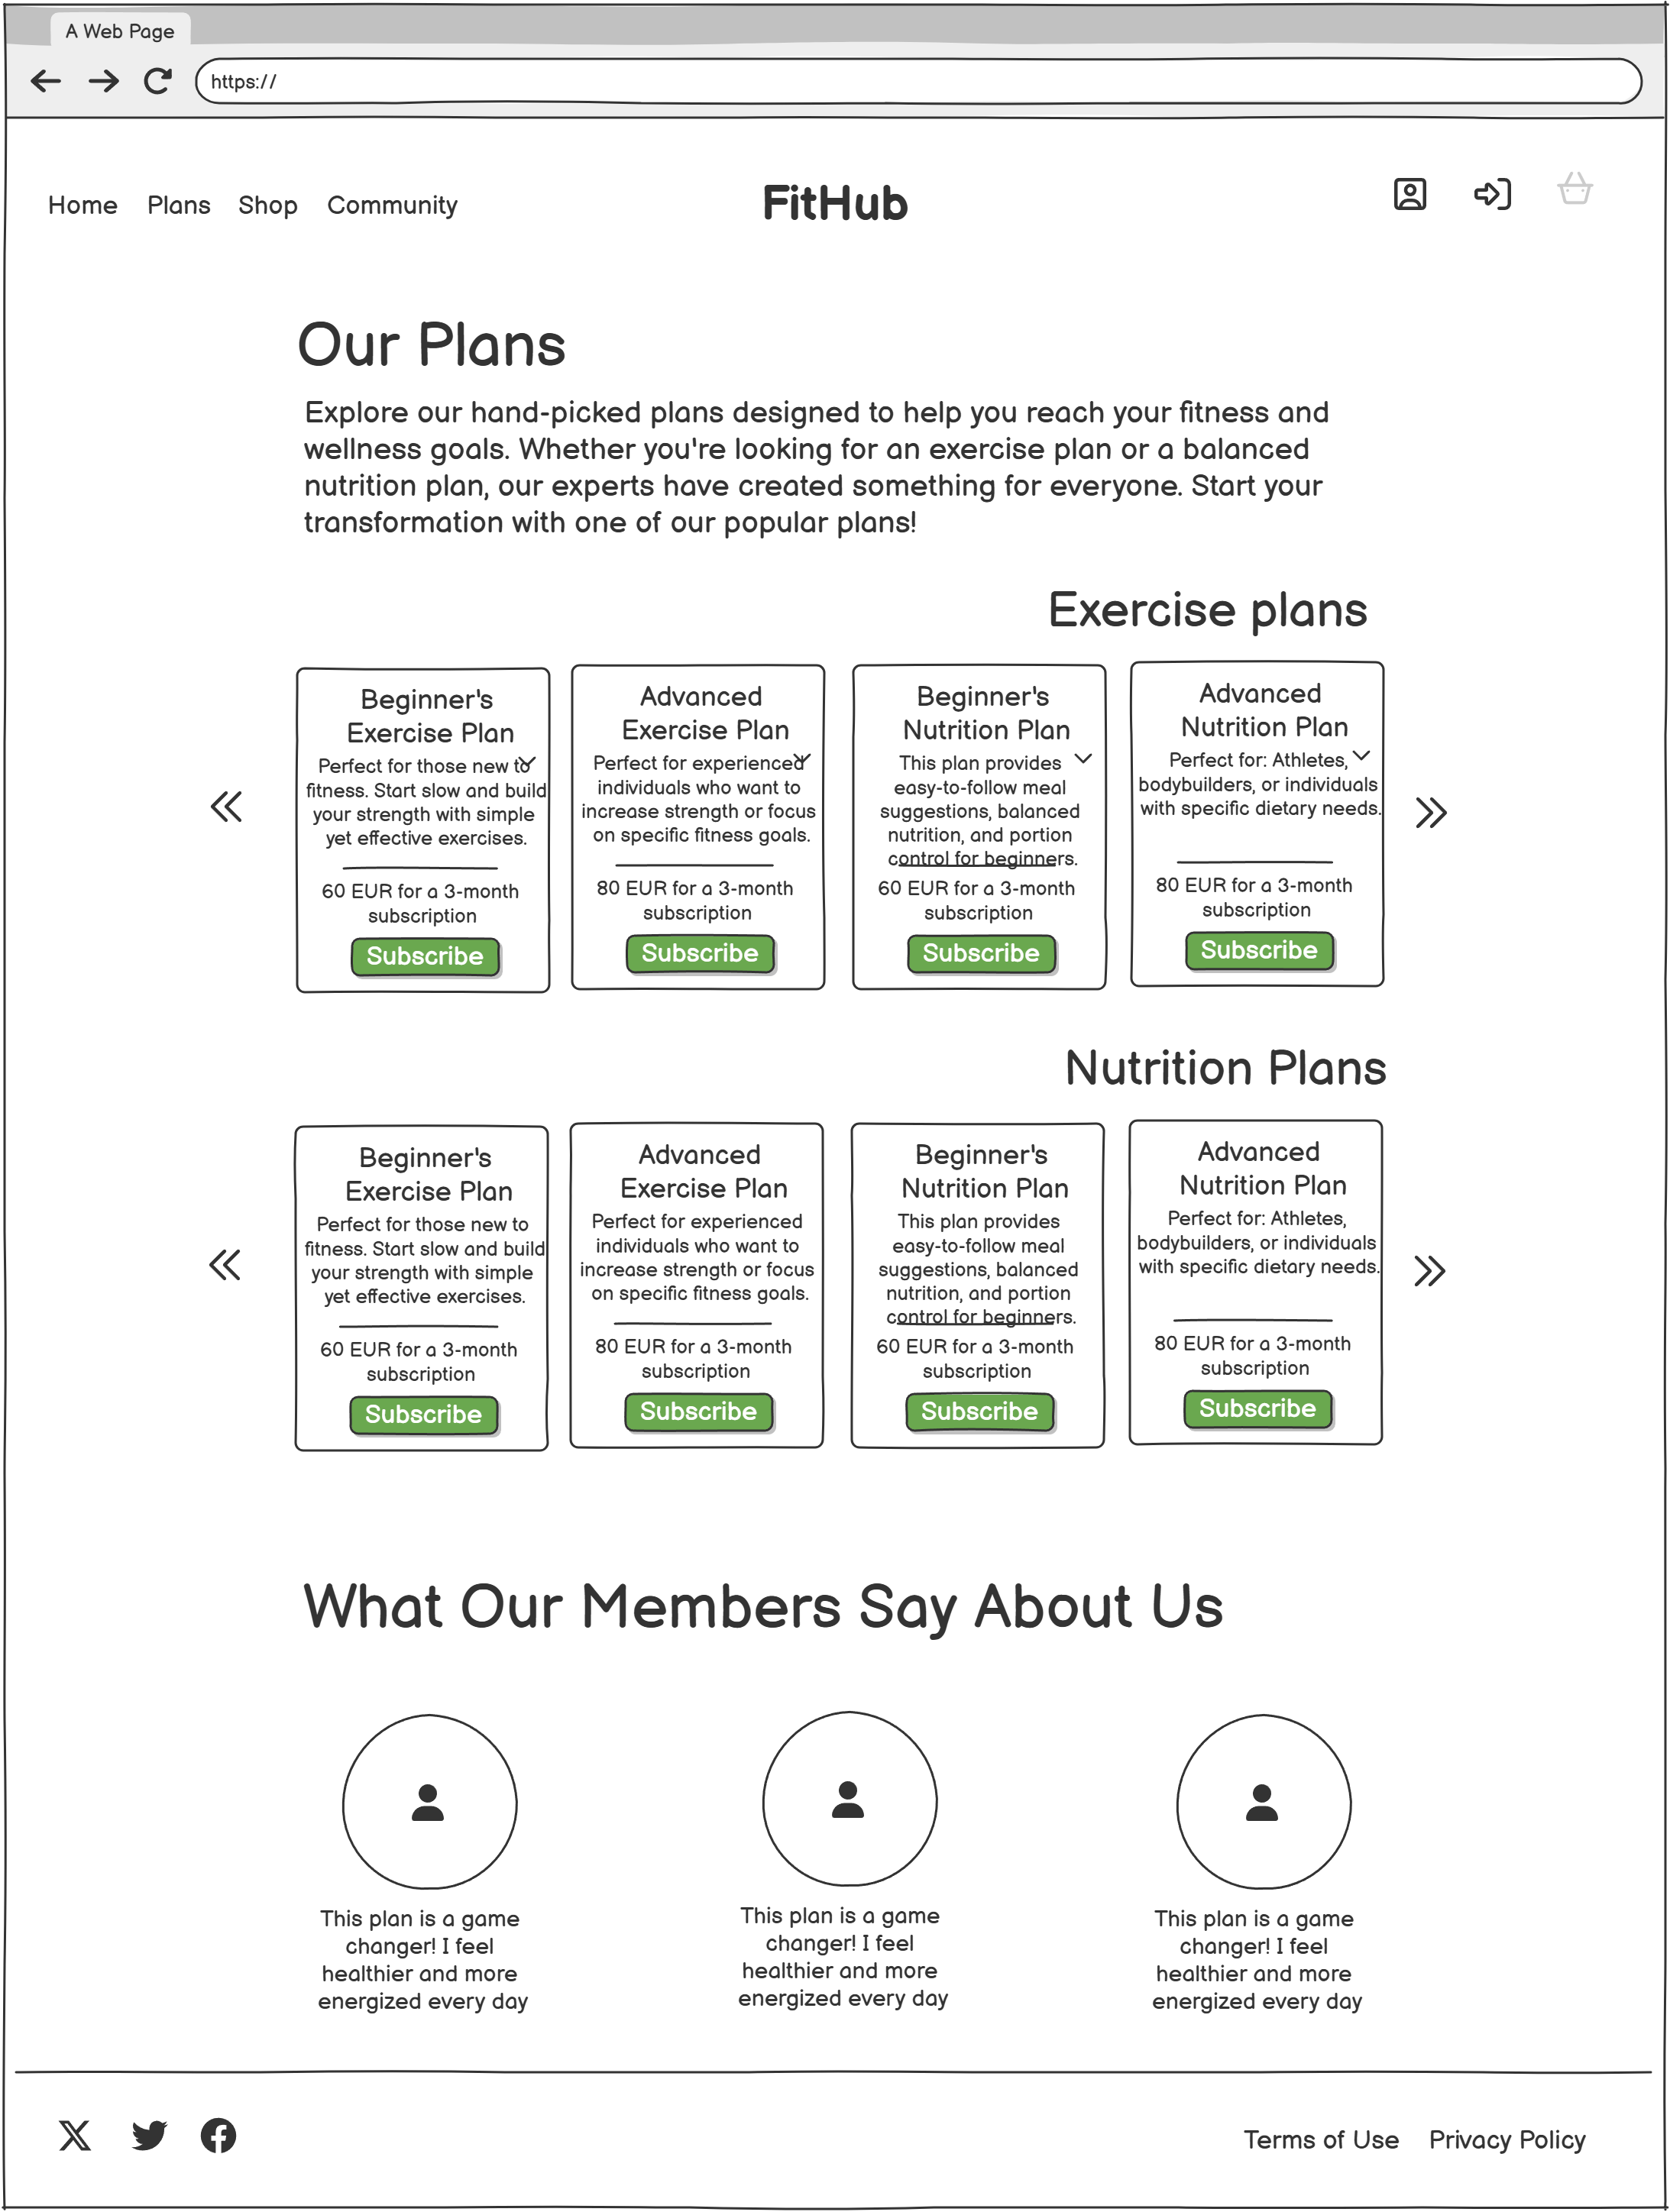 A Web Page
https://
Home Plans Shop Community
FitHub
Our Plans
Explore our hand-picked plans designed to help you reach your fitness and
wellness goals. Whether you're looking for an exercise plan or a balanced
nutrition plan, our experts have created something for everyone. Start your
transformation with one of our popular plans!
Exercise plans
Beginner's
Exercise Plan
Perfect for those new to
fitness. Start slow and build
your strength with simple
yet effective exercises.
60 EUR for a 3-month
subscription
Subscribe
Advanced
Exercise Plan
Perfect for experienced
individuals who want to
increase strength or focus
on specific fitness goals.
80 EUR for a 3-month
subscription
Subscribe
Beginner's
Nutrition Plan
This plan provides
easy-to-follow meal
suggestions, balanced
nutrition, and portion
control for beginners.
60 EUR for a 3-month
subscription
Subscribe
Advanced
Nutrition Plan
Perfect for: Athletes,
bodybuilders, or individuals
with specific dietary needs.
80 EUR for a 3-month
subscription
Subscribe
Nutrition Plans
Beginner's
Exercise Plan
Perfect for those new to
fitness. Start slow and build
your strength with simple
yet effective exercises.
60 EUR for a 3-month
subscription
Subscribe
Advanced
Exercise Plan
Perfect for experienced
individuals who want to
increase strength or focus
on specific fitness goals.
80 EUR for a 3-month
subscription
Subscribe
Beginner's
Nutrition Plan
This plan provides
easy-to-follow meal
suggestions, balanced
nutrition, and portion
control for beginners.
60 EUR for a 3-month
subscription
Subscribe
Advanced
Nutrition Plan
Perfect for: Athletes,
bodybuilders, or individuals
with specific dietary needs.
80 EUR for a 3-month
subscription
Subscribe
What Our Members Say About Us
This plan is a game
changer! I feel
healthier and more
energized every day
This plan is a game
changer! I feel
healthier and more
energized every day
This plan is a game
changer! I feel
healthier and more
energized every day
Terms of Use Privacy Policy